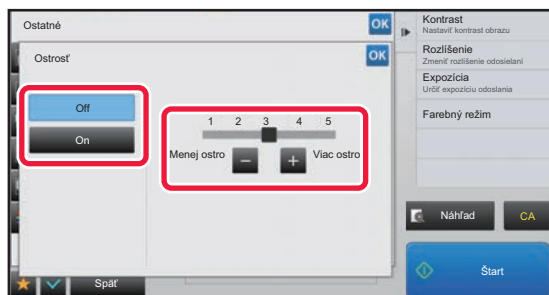 Ostatné
OK
Ostrosť
OK
Off
On
1 2 3 4 5
Menej ostro
Viac ostro
Späť
Kontrast
Nastaviť kontrast obrazu
Rozlíšenie
Zmeniť rozlíšenie odosielaní
Expozícia
Určiť expozíciu odoslania
Farebný režim
Náhľad
CA
Štart